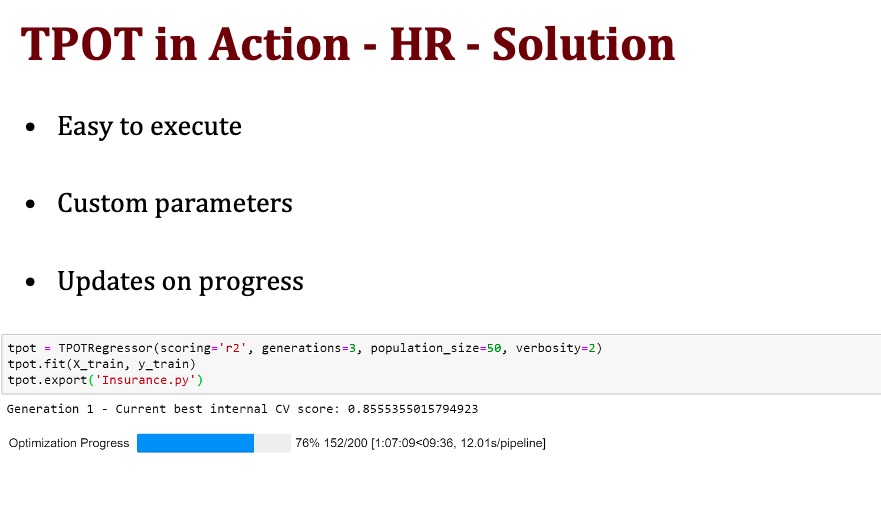 TPOT in Action - HR - Solution
• Easy to execute
• Custom parameters
• Updates on progress
tpot = TPOTRegressor(scoring='r2', generations=3, population_size=50, verbosity=2)
tpot.fit(X_train, y_train)
tpot.export('Insurance.py')
Generation 1 - Current best internal CV score: 0.8555355015794923
Optimization Progress 76% 152/200 [1:07:09<09:36, 12.01s/pipeline]